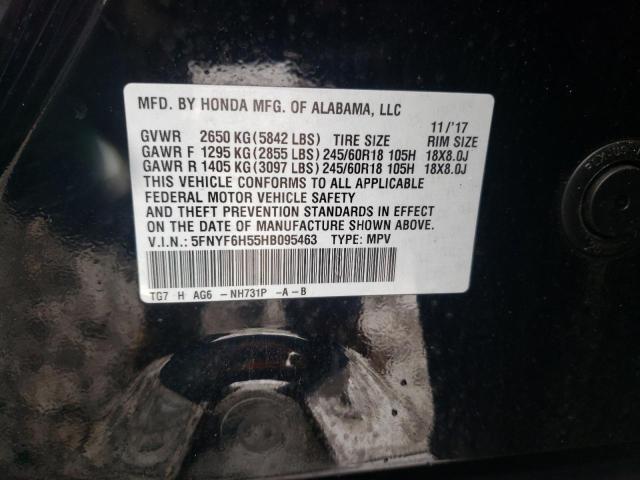 MFD. BY HONDA MFG. OF ALABAMA, LLC
11/'17
GVWR 2650 KG (5842 LBS) TIRE SIZE RIM SIZE
GAWR F 1295 KG (2855 LBS) 245/60R18 105H 18X8.0J
GAWR R 1405 KG (3097 LBS) 245/60R18 105H 18X8.0J
THIS VEHICLE CONFORMS TO ALL APPLICABLE
FEDERAL MOTOR VEHICLE SAFETY
AND THEFT PREVENTION STANDARDS IN EFFECT
ON THE DATE OF MANUFACTURE SHOWN ABOVE.
V.I.N.: 5FNYF6H55HB095463 TYPE: MPV
TG7 H AG6 -NH731P -A-B